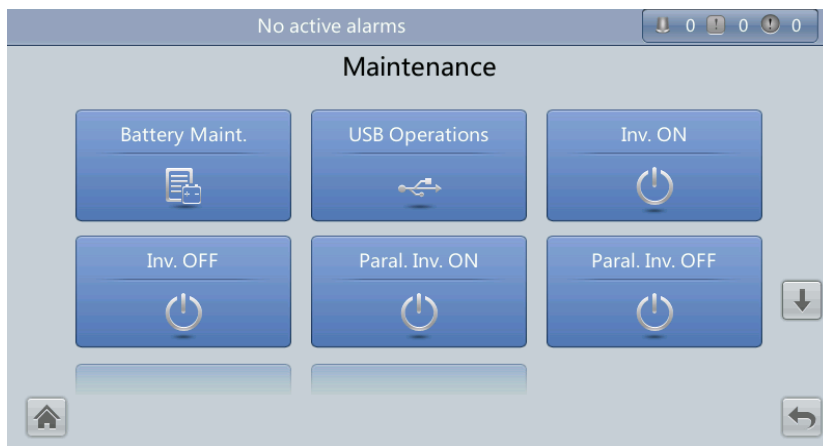 No active alarms
0 0 0
Maintenance
Battery Maint.
USB Operations
Inv. ON
Inv. OFF
Paral. Inv. ON
Paral. Inv. OFF